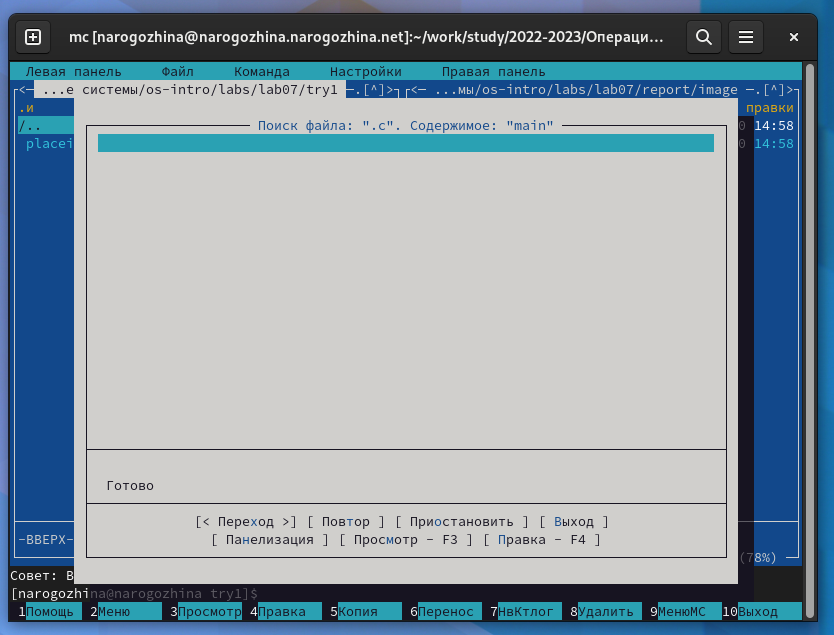 mc [narogozhina@narogozhina.narogozhina.net]:~/work/study/2022-2023/Операци…
Левая панель Файл Команда Настройки Правая панель
<— ...е системы/os-intro/labs/lab07/try1 —.[^]>
<— ...мы/os-intro/labs/lab07/report/image —.[^]>
.и правки
/.. 0 14:58
placei 0 14:58
Поиск файла: ".c". Содержимое: "main"
Готово
[< Переход >] [ Повтор ] [ Приостановить ] [ Выход ]
-ВВЕРХ-
[ Панелизация ] [ Просмотр - F3 ] [ Правка - F4 ]
(78%)
Совет: В
[narogozhina@narogozhina try1]$
1Помощь 2Меню 3Просмотр 4Правка 5Копия 6Перенос 7НвКтлог 8Удалить 9МенюMC 10Выход